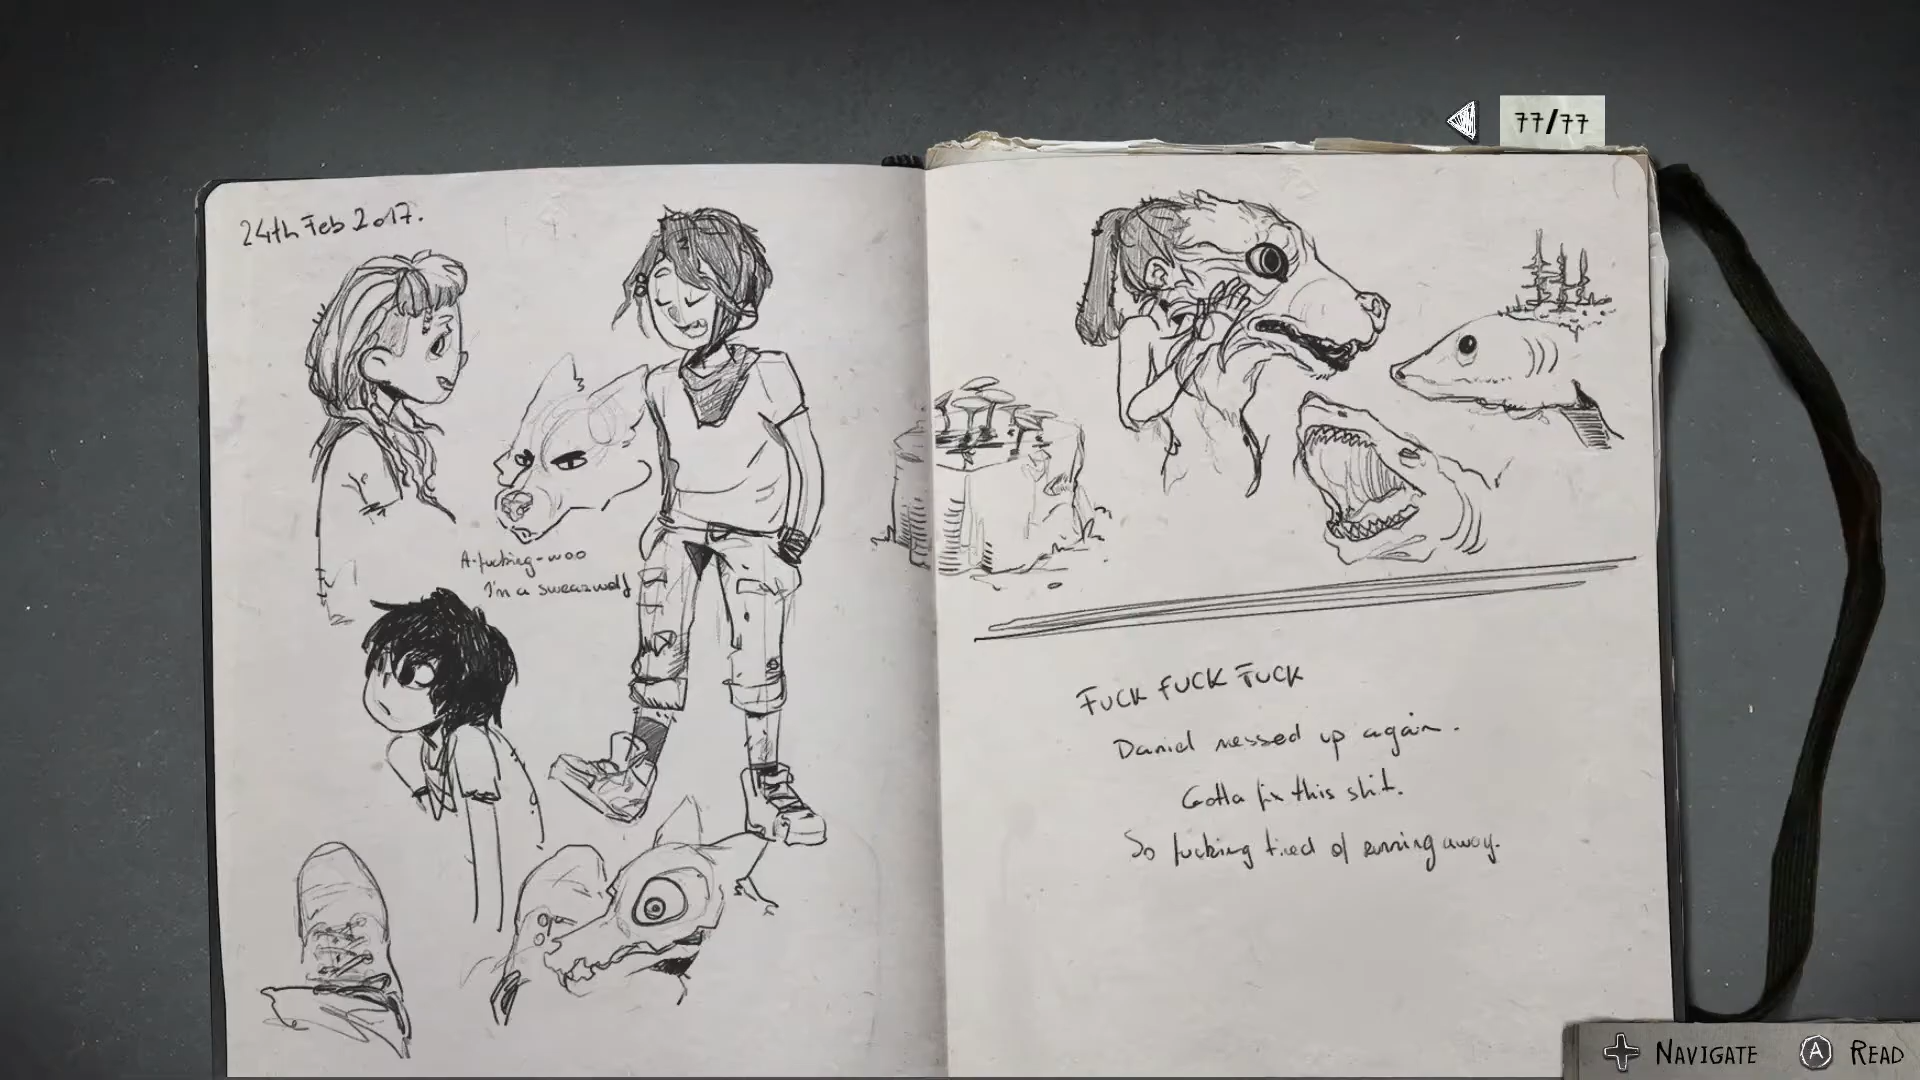 77/77
24th Feb 2017.
A-fucking-woo
I'm a swearwolf
FUCK FUCK FUCK
Daniel messed up again.
Gotta fix this shit.
So fucking tired of running away.
NAVIGATE
A READ